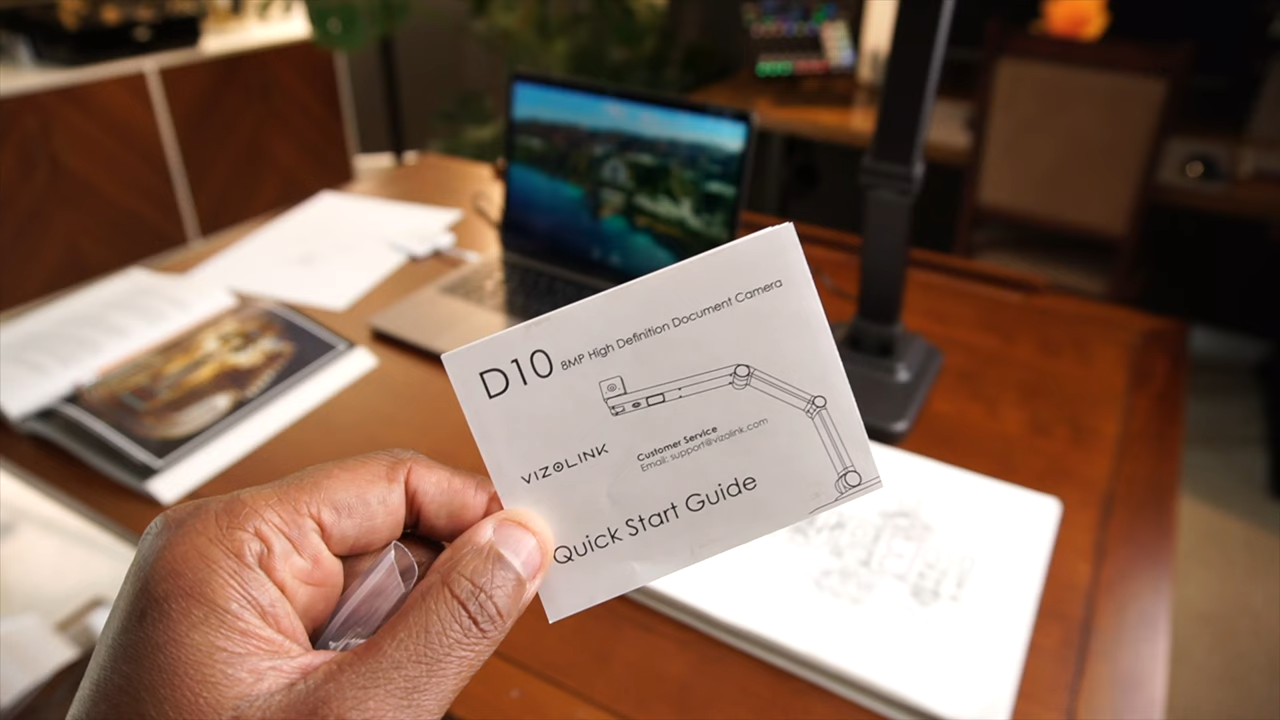 D10 8MP High Definition Document Camera
VIZOLINK
Customer Service
Email: support@vizolink.com
Quick Start Guide